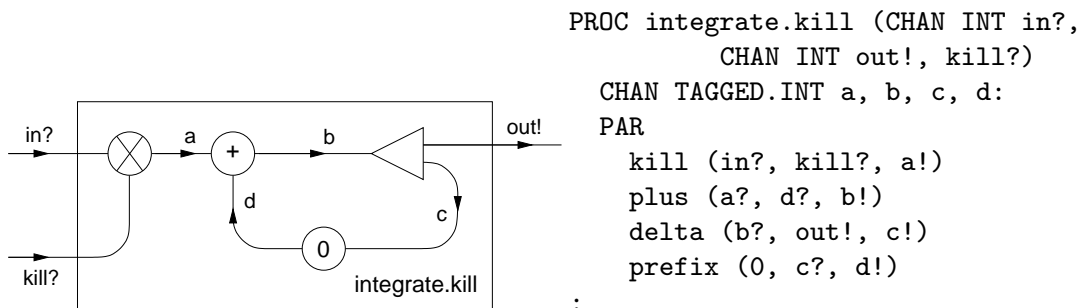 in?
a
b
out!
+
d
c
0
kill?
integrate.kill
PROC integrate.kill (CHAN INT in?,
CHAN INT out!, kill?)
CHAN TAGGED.INT a, b, c, d:
PAR
kill (in?, kill?, a!)
plus (a?, d?, b!)
delta (b?, out!, c!)
prefix (0, c?, d!)
: